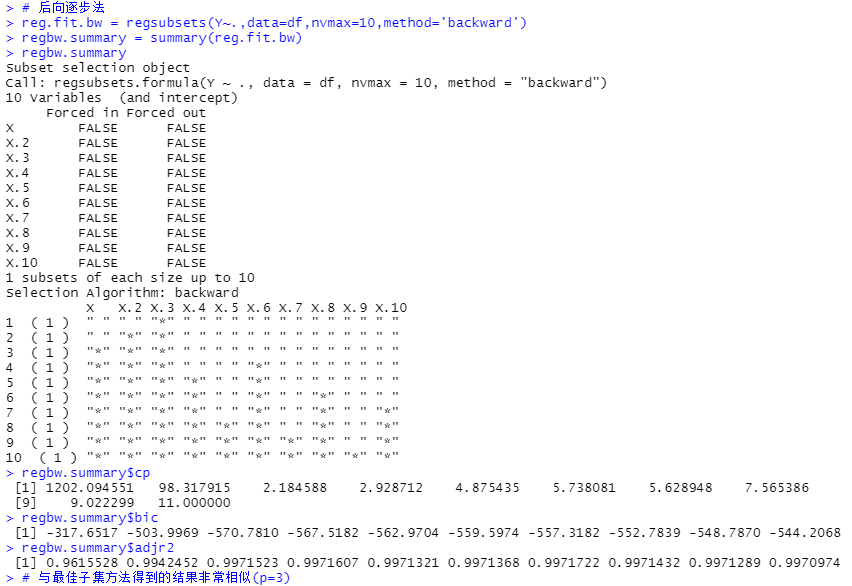 > # 后向逐步法
> reg.fit.bw = regsubsets(Y~.,data=df,nvmax=10,method='backward')
> regbw.summary = summary(reg.fit.bw)
> regbw.summary
Subset selection object
Call: regsubsets.formula(Y ~ ., data = df, nvmax = 10, method = "backward")
10 Variables  (and intercept)
     Forced in Forced out
X        FALSE      FALSE
X.2      FALSE      FALSE
X.3      FALSE      FALSE
X.4      FALSE      FALSE
X.5      FALSE      FALSE
X.6      FALSE      FALSE
X.7      FALSE      FALSE
X.8      FALSE      FALSE
X.9      FALSE      FALSE
X.10     FALSE      FALSE
1 subsets of each size up to 10
Selection Algorithm: backward
          X   X.2 X.3 X.4 X.5 X.6 X.7 X.8 X.9 X.10
1  ( 1 )  " " " " "*" " " " " " " " " " " " " " "
2  ( 1 )  " " "*" "*" " " " " " " " " " " " " " "
3  ( 1 )  "*" "*" "*" " " " " " " " " " " " " " "
4  ( 1 )  "*" "*" "*" " " " " "*" " " " " " " " "
5  ( 1 )  "*" "*" "*" "*" " " "*" " " " " " " " "
6  ( 1 )  "*" "*" "*" "*" " " "*" " " "*" " " " "
7  ( 1 )  "*" "*" "*" "*" " " "*" " " "*" " " "*"
8  ( 1 )  "*" "*" "*" "*" "*" "*" " " "*" " " "*"
9  ( 1 )  "*" "*" "*" "*" "*" "*" "*" "*" " " "*"
10  ( 1 ) "*" "*" "*" "*" "*" "*" "*" "*" "*" "*"
> regbw.summary$cp
 [1] 1202.094551   98.317915    2.184588    2.928712    4.875435    5.738081    5.628948    7.565386
 [9]    9.022299   11.000000
> regbw.summary$bic
 [1] -317.6517 -503.9969 -570.7810 -567.5182 -562.9704 -559.5974 -557.3182 -552.7839 -548.7870 -544.2068
> regbw.summary$adjr2
 [1] 0.9615528 0.9942452 0.9971523 0.9971607 0.9971321 0.9971368 0.9971722 0.9971432 0.9971289 0.9970974
> # 与最佳子集方法得到的结果非常相似(p=3)